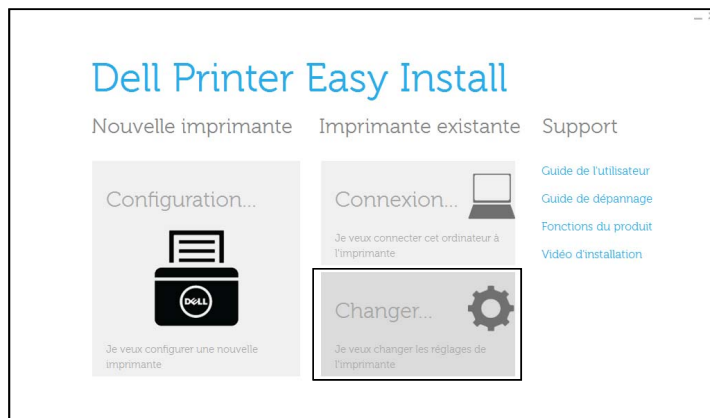 Dell Printer Easy Install
Nouvelle imprimante
Imprimante existante
Support
Configuration...
DELL
Je veux configurer une nouvelle
imprimante
Connexion...
Je veux connecter cet ordinateur à
l'imprimante
Changer...
Je veux changer les réglages de
l'imprimante
Guide de l'utilisateur
Guide de dépannage
Fonctions du produit
Vidéo d'installation